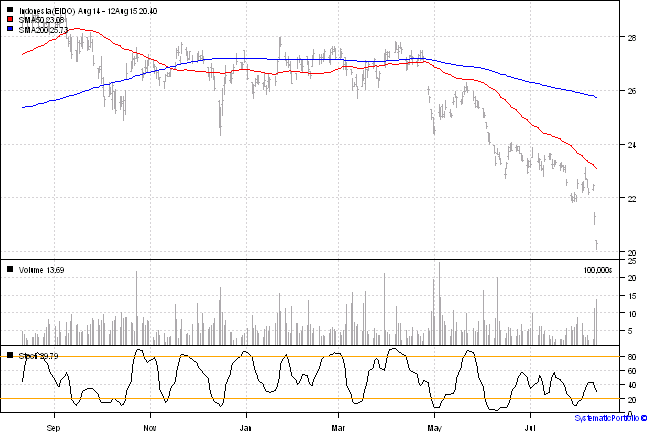 Indonesia(EIDO) Aug14 - 12Aug15 20.40
SMA50 23.08
SMA200 25.73
28
26
24
22
20
Volume 13.69
100,000s
25
20
15
10
5
Stoch 29.79
80
60
40
20
0
Sep
Nov
Jan
Mar
May
Jul
SystematicPortfolio ©